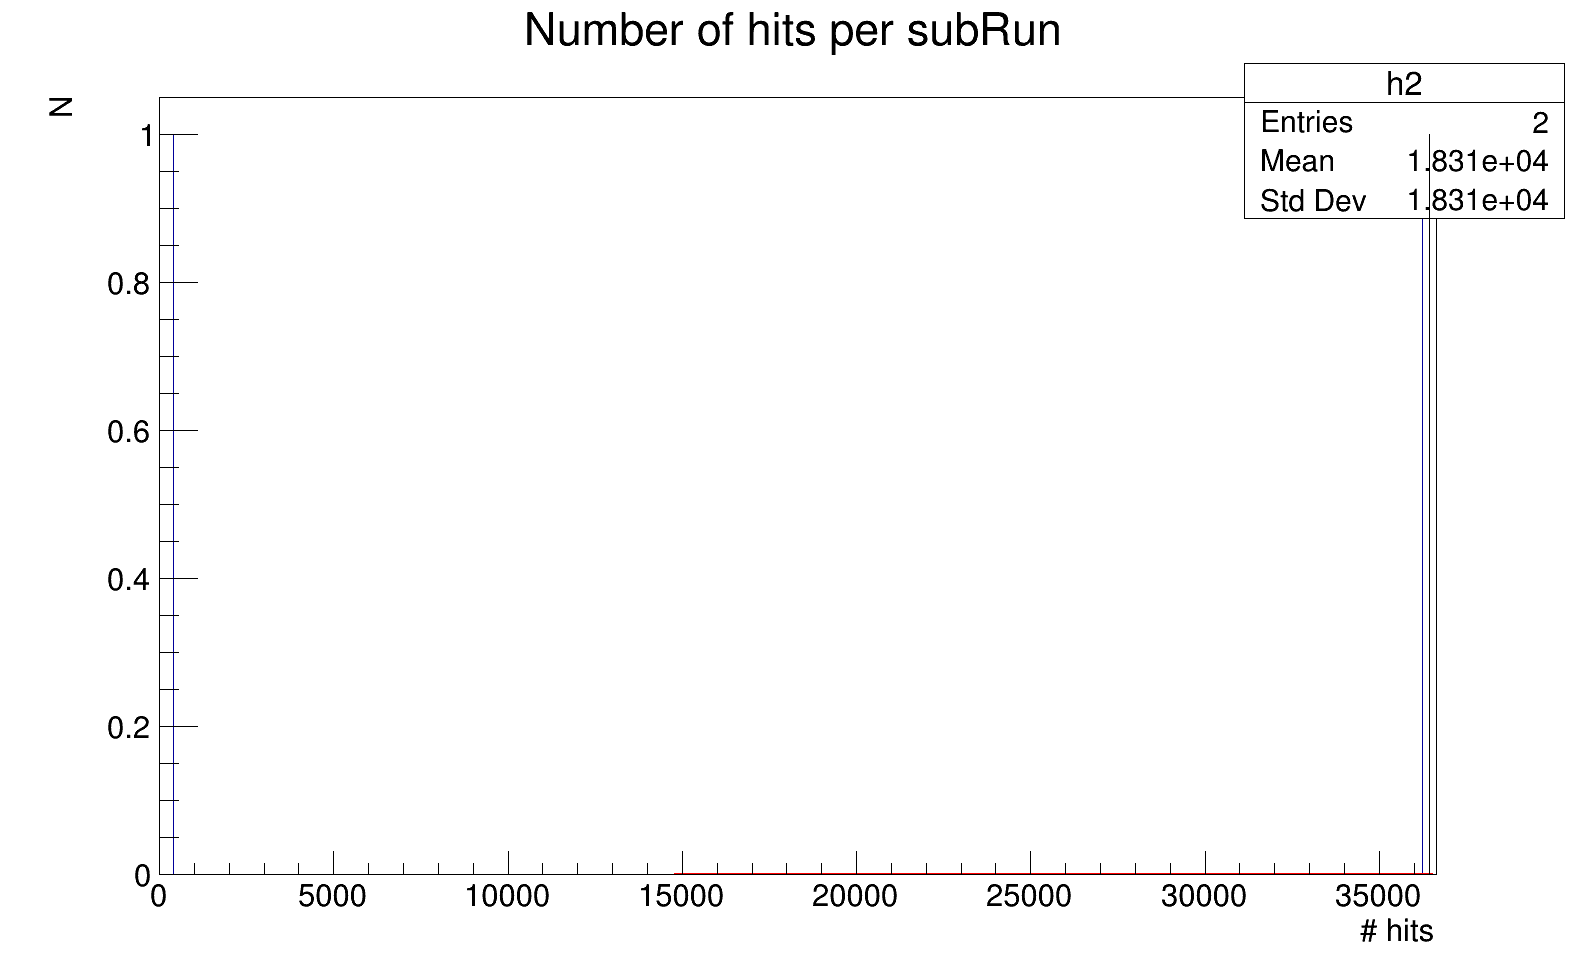 Number of hits per subRun
N
h2
Entries 2
Mean 1.831e+04
Std Dev 1.831e+04
1
0.8
0.6
0.4
0.2
0
0 5000 10000 15000 20000 25000 30000 35000
# hits